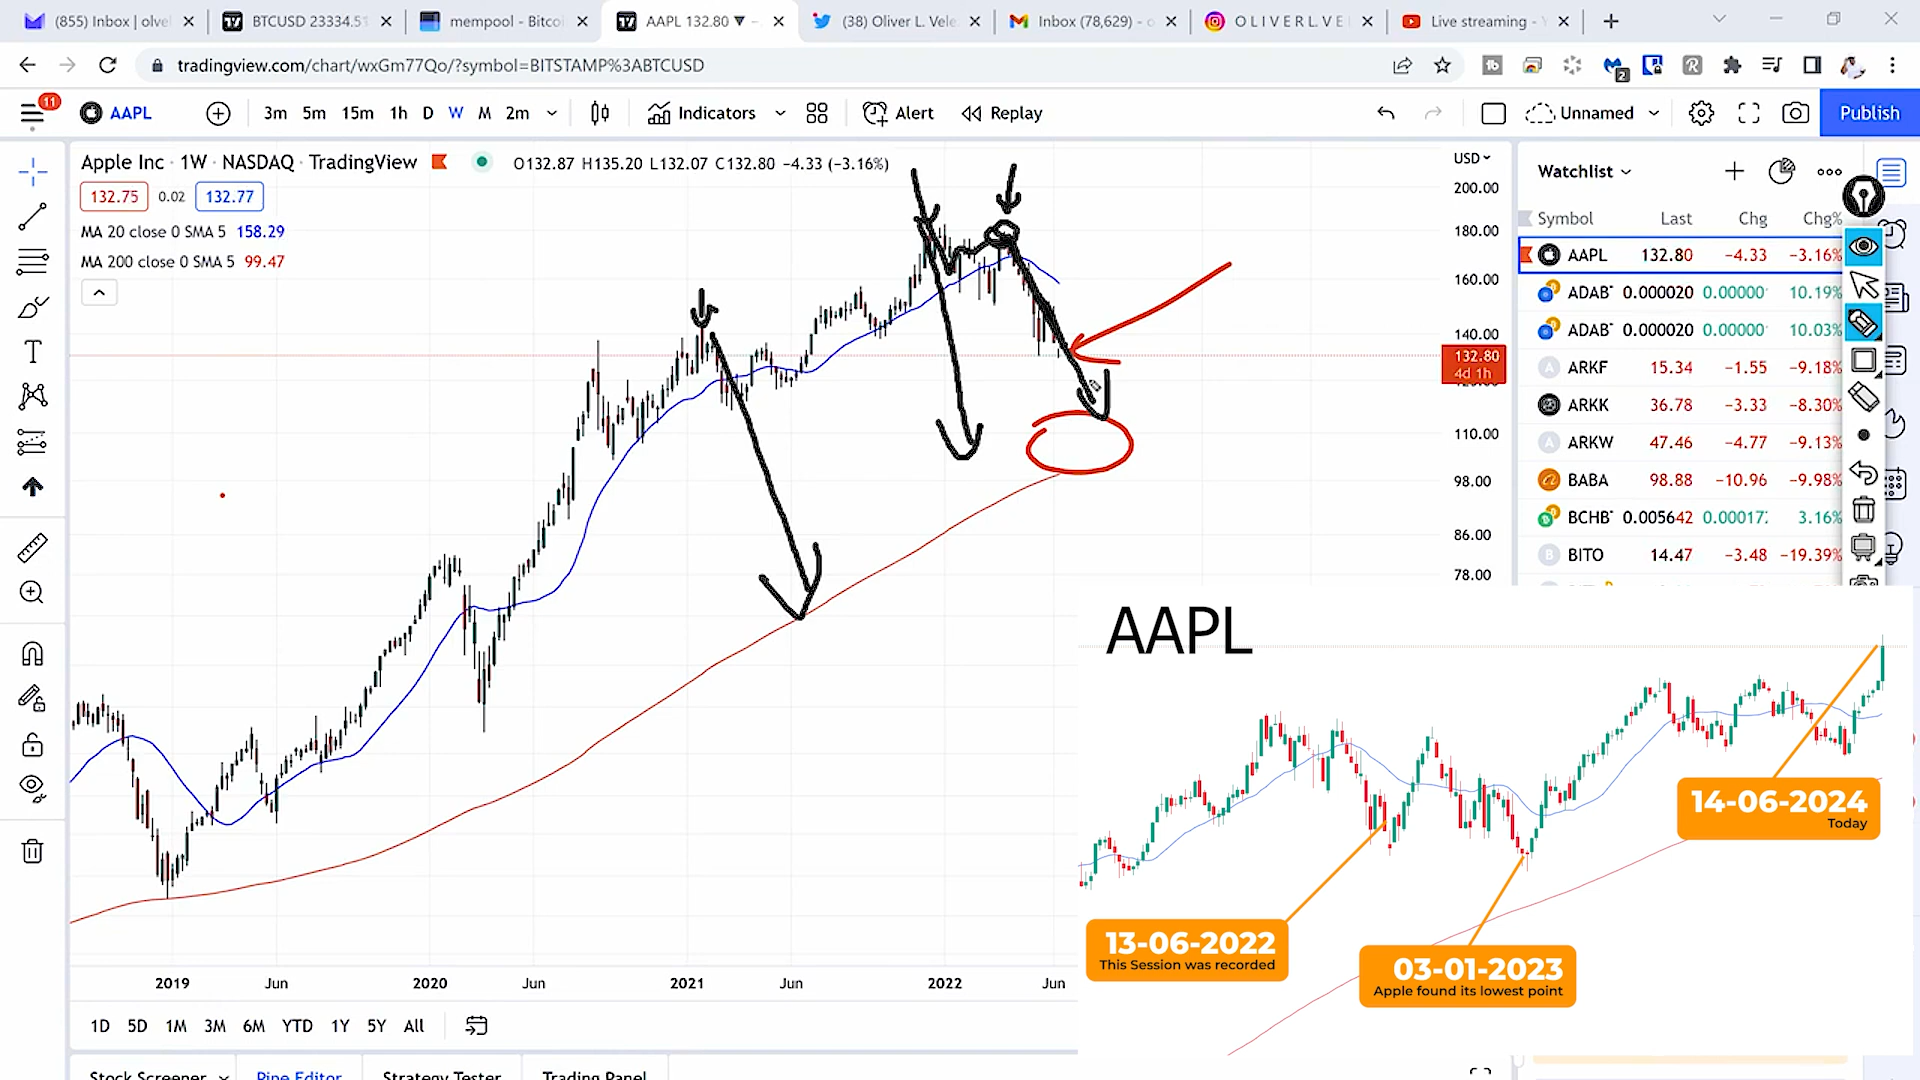 (855) Inbox | olve
BTCUSD 23334.51
mempool - Bitcoi
AAPL 132.80 ▼ -
(38) Oliver L. Vele
Inbox (78,629) - o
O L I V E R L. V E
Live streaming - Y
tradingview.com/chart/wxGm77Qo/?symbol=BITSTAMP%3ABTCUSD
2
11
AAPL
3m 5m 15m 1h D W M 2m
Indicators
Alert
Replay
Unnamed
Publish
Apple Inc · 1W · NASDAQ · TradingView
O132.87 H135.20 L132.07 C132.80 −4.33 (−3.16%)
132.75 0.02 132.77
MA 20 close 0 SMA 5 158.29
MA 200 close 0 SMA 5 99.47
USD
200.00
180.00
160.00
140.00
132.80
4d 1h
110.00
98.00
86.00
78.00
Watchlist
Symbol Last Chg Chg%
AAPL 132.80 −4.33 −3.16%
ADAB 0.000020 0.00000 10.19%
ADAB 0.000020 0.00000 10.03%
ARKF 15.34 −1.55 −9.18%
ARKK 36.78 −3.33 −8.30%
ARKW 47.46 −4.77 −9.13%
BABA 98.88 −10.96 −9.98%
BCHB 0.005642 0.00017 3.16%
BITO 14.47 −3.48 −19.39%
AAPL
14-06-2024
Today
13-06-2022
This Session was recorded
03-01-2023
Apple found its lowest point
2019 Jun 2020 Jun 2021 Jun 2022 Jun
1D 5D 1M 3M 6M YTD 1Y 5Y All
Stock Screener
Pine Editor
Strategy Tester
Trading Panel